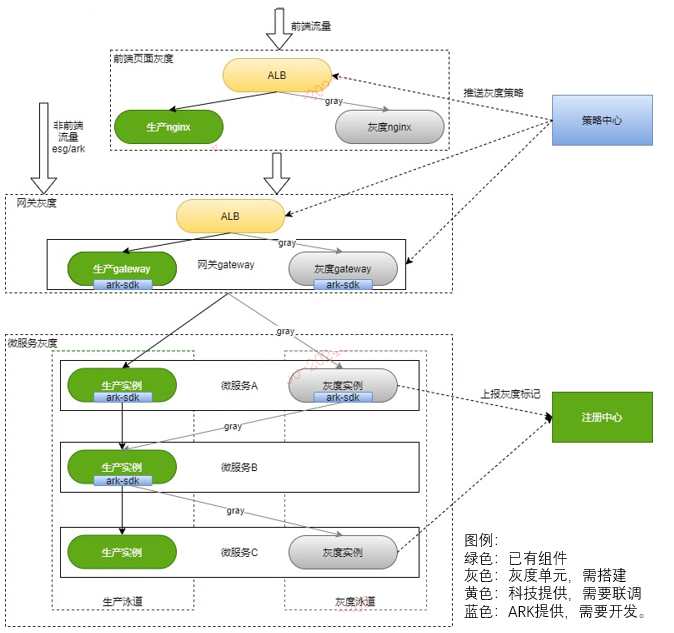 前端流量
前端页面灰度
ALB
gray
生产nginx
灰度nginx
推送灰度策略
策略中心
非前端
流量
esg/ark
网关灰度
ALB
gray
生产gateway
网关gateway
灰度gateway
ark-sdk
ark-sdk
gray
微服务灰度
生产实例
微服务A
灰度实例
ark-sdk
ark-sdk
上报灰度标记
注册中心
gray
生产实例
微服务B
ark-sdk
gray
生产实例
微服务C
灰度实例
生产泳道
灰度泳道
图例：
绿色：已有组件
灰色：灰度单元，需搭建
黄色：科技提供，需要联调
蓝色：ARK提供，需要开发。